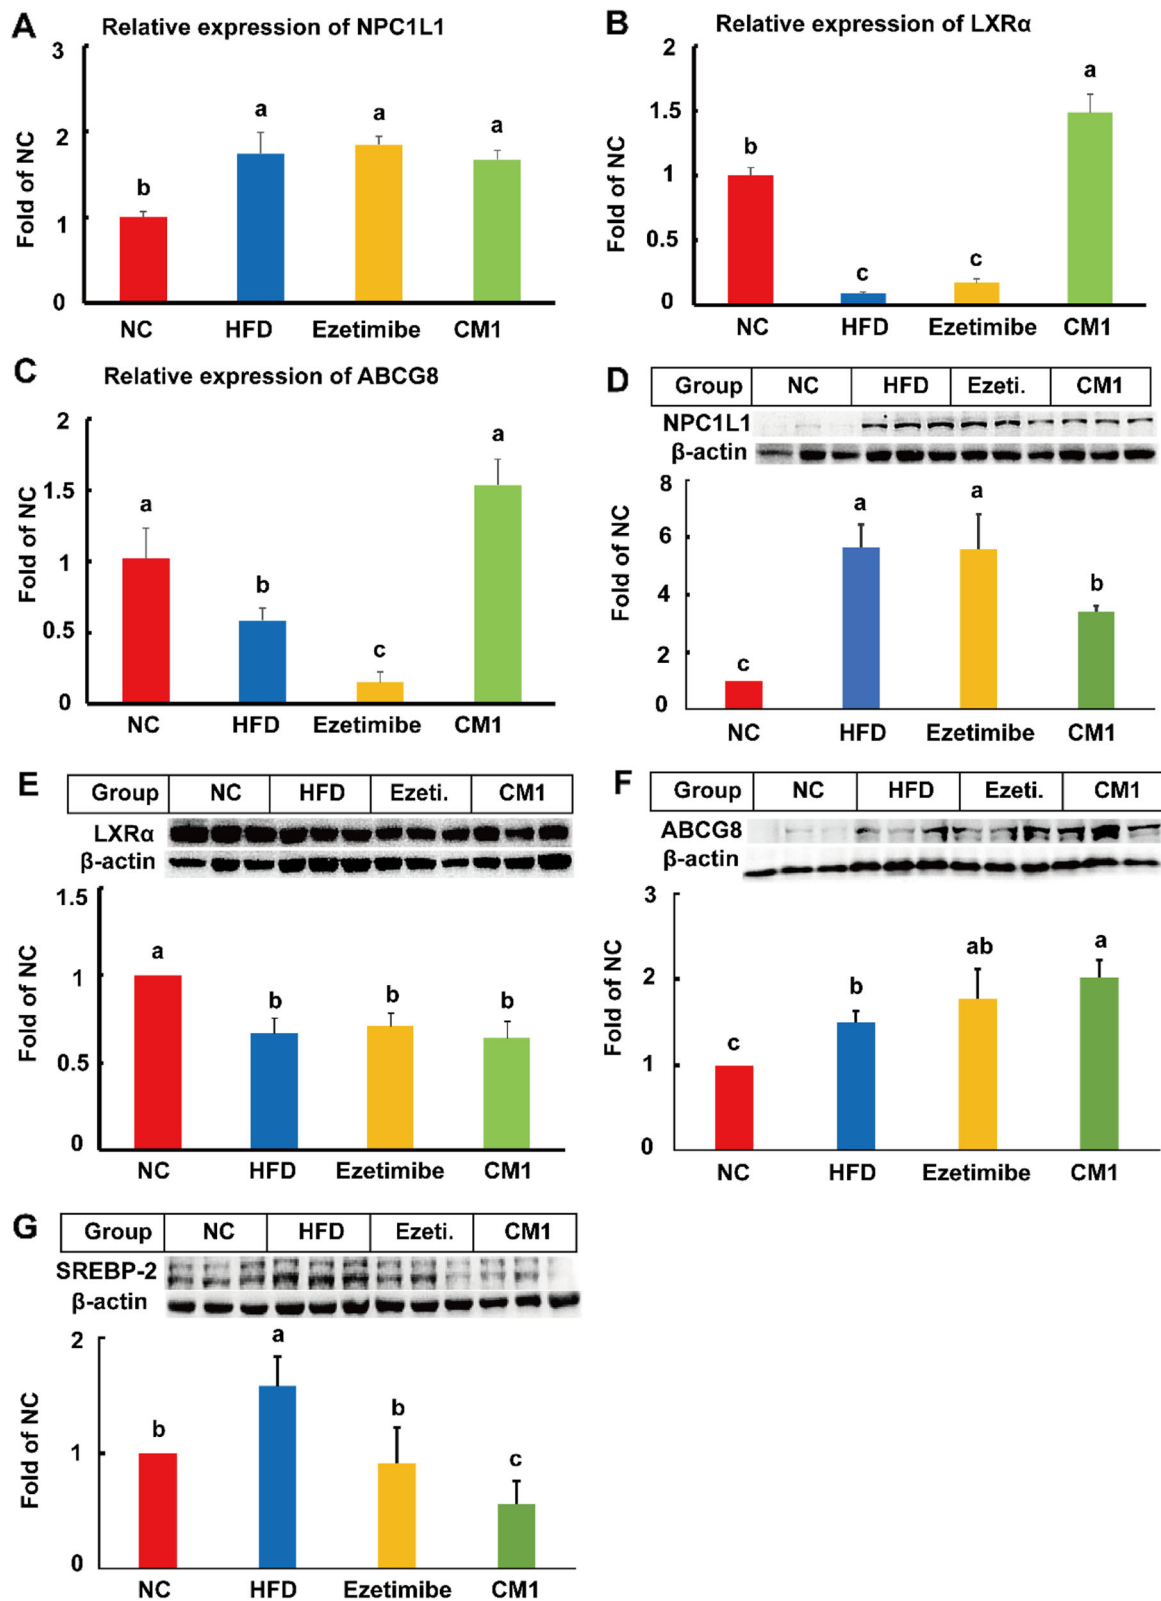 A Relative expression of NPC1L1
3
2
1
0
Fold of NC
b a a a
NC HFD Ezetimibe CM1
B Relative expression of LXRα
2
1.5
1
0.5
0
Fold of NC
b c c a
NC HFD Ezetimibe CM1
C Relative expression of ABCG8
2
1.5
1
0.5
0
Fold of NC
a b c a
NC HFD Ezetimibe CM1
D
Group NC HFD Ezeti. CM1
NPC1L1
β-actin
8
6
4
2
0
Fold of NC
c a a b
NC HFD Ezetimibe CM1
E
Group NC HFD Ezeti. CM1
LXRα
β-actin
1.5
1
0.5
0
Fold of NC
a b b b
NC HFD Ezetimibe CM1
F
Group NC HFD Ezeti. CM1
ABCG8
β-actin
3
2
1
0
Fold of NC
c b ab a
NC HFD Ezetimibe CM1
G
Group NC HFD Ezeti. CM1
SREBP-2
β-actin
2
1
0
Fold of NC
b a b c
NC HFD Ezetimibe CM1